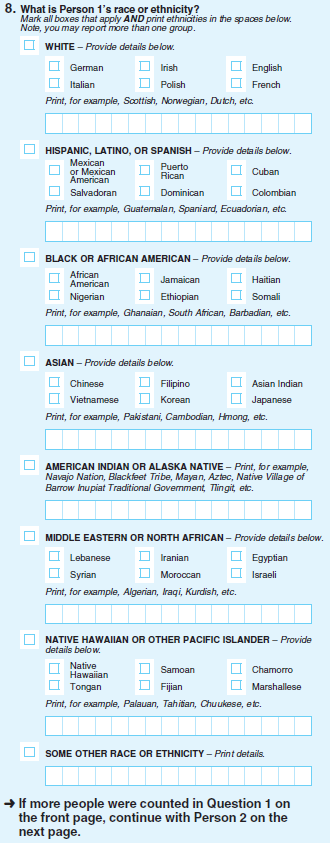 8. What is Person 1's race or ethnicity?
Mark all boxes that apply AND print ethnicities in the spaces below.
Note, you may report more than one group.
WHITE – Provide details below.
German Irish English
Italian Polish French
Print, for example, Scottish, Norwegian, Dutch, etc.
HISPANIC, LATINO, OR SPANISH – Provide details below.
Mexican
or Mexican
American
Puerto
Rican
Cuban
Salvadoran Dominican Colombian
Print, for example, Guatemalan, Spaniard, Ecuadorian, etc.
BLACK OR AFRICAN AMERICAN – Provide details below.
African
American
Jamaican Haitian
Nigerian Ethiopian Somali
Print, for example, Ghanaian, South African, Barbadian, etc.
ASIAN – Provide details below.
Chinese Filipino Asian Indian
Vietnamese Korean Japanese
Print, for example, Pakistani, Cambodian, Hmong, etc.
AMERICAN INDIAN OR ALASKA NATIVE – Print, for example,
Navajo Nation, Blackfeet Tribe, Mayan, Aztec, Native Village of
Barrow Inupiat Traditional Government, Tlingit, etc.
MIDDLE EASTERN OR NORTH AFRICAN – Provide details below.
Lebanese Iranian Egyptian
Syrian Moroccan Israeli
Print, for example, Algerian, Iraqi, Kurdish, etc.
NATIVE HAWAIIAN OR OTHER PACIFIC ISLANDER – Provide
details below.
Native
Hawaiian
Samoan Chamorro
Tongan Fijian Marshallese
Print, for example, Palauan, Tahitian, Chuukese, etc.
SOME OTHER RACE OR ETHNICITY – Print details.
➜ If more people were counted in Question 1 on
the front page, continue with Person 2 on the
next page.